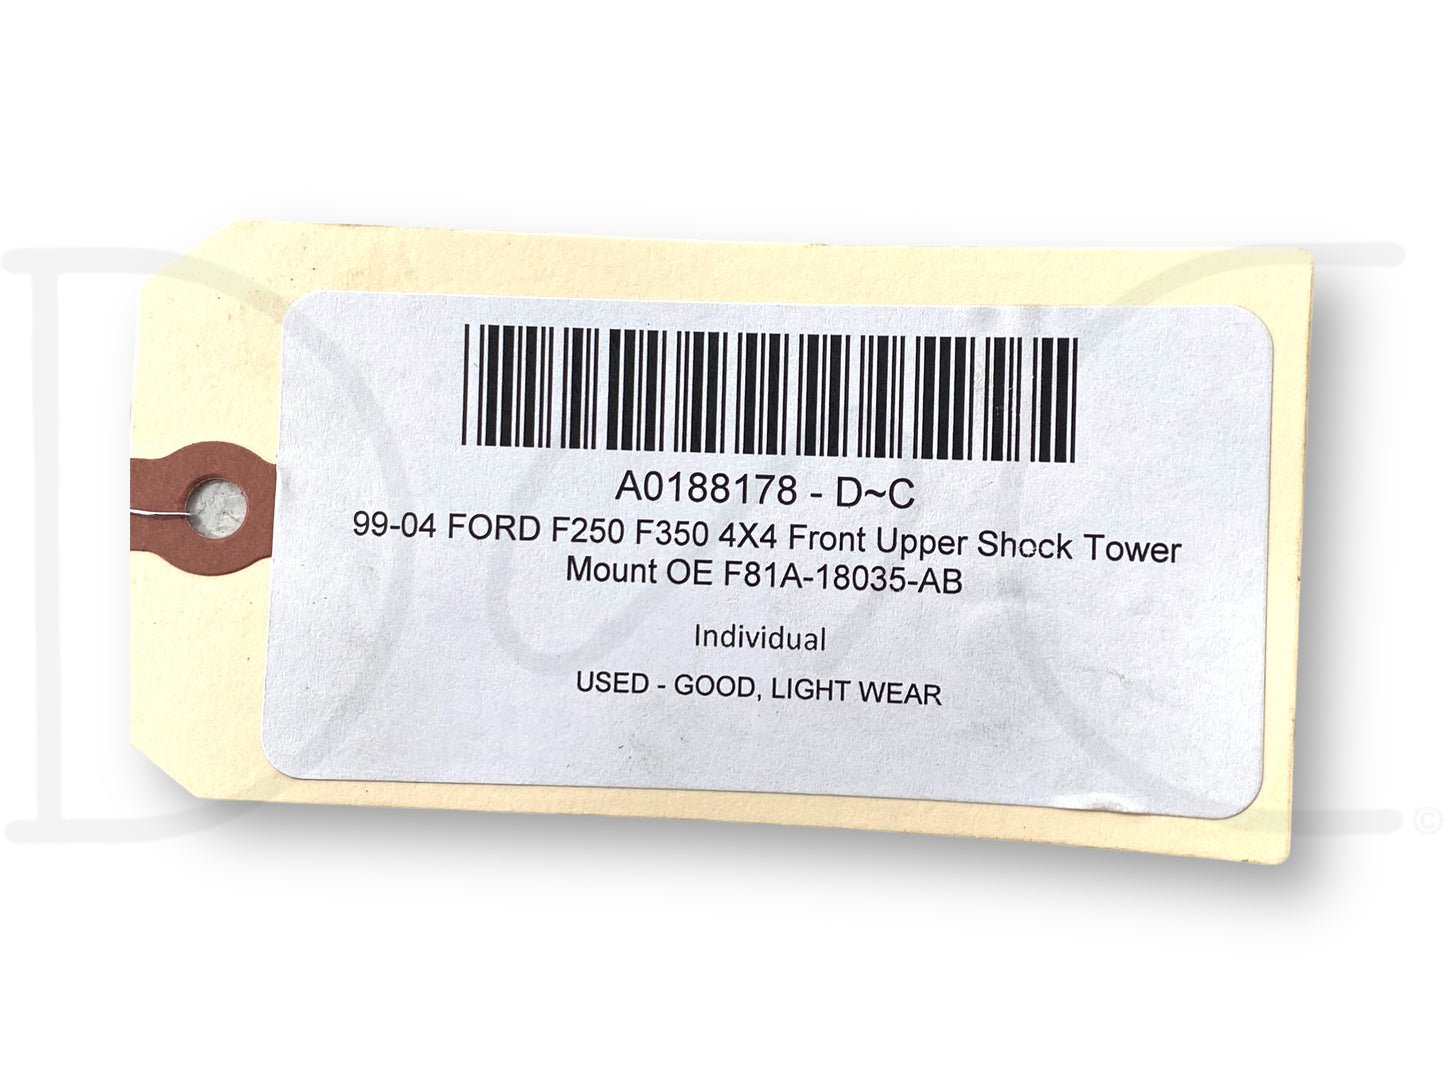 A0188178 - D~C
99-04 FORD F250 F350 4X4 Front Upper Shock Tower
Mount OE F81A-18035-AB
Individual
USED - GOOD, LIGHT WEAR
D~C ©